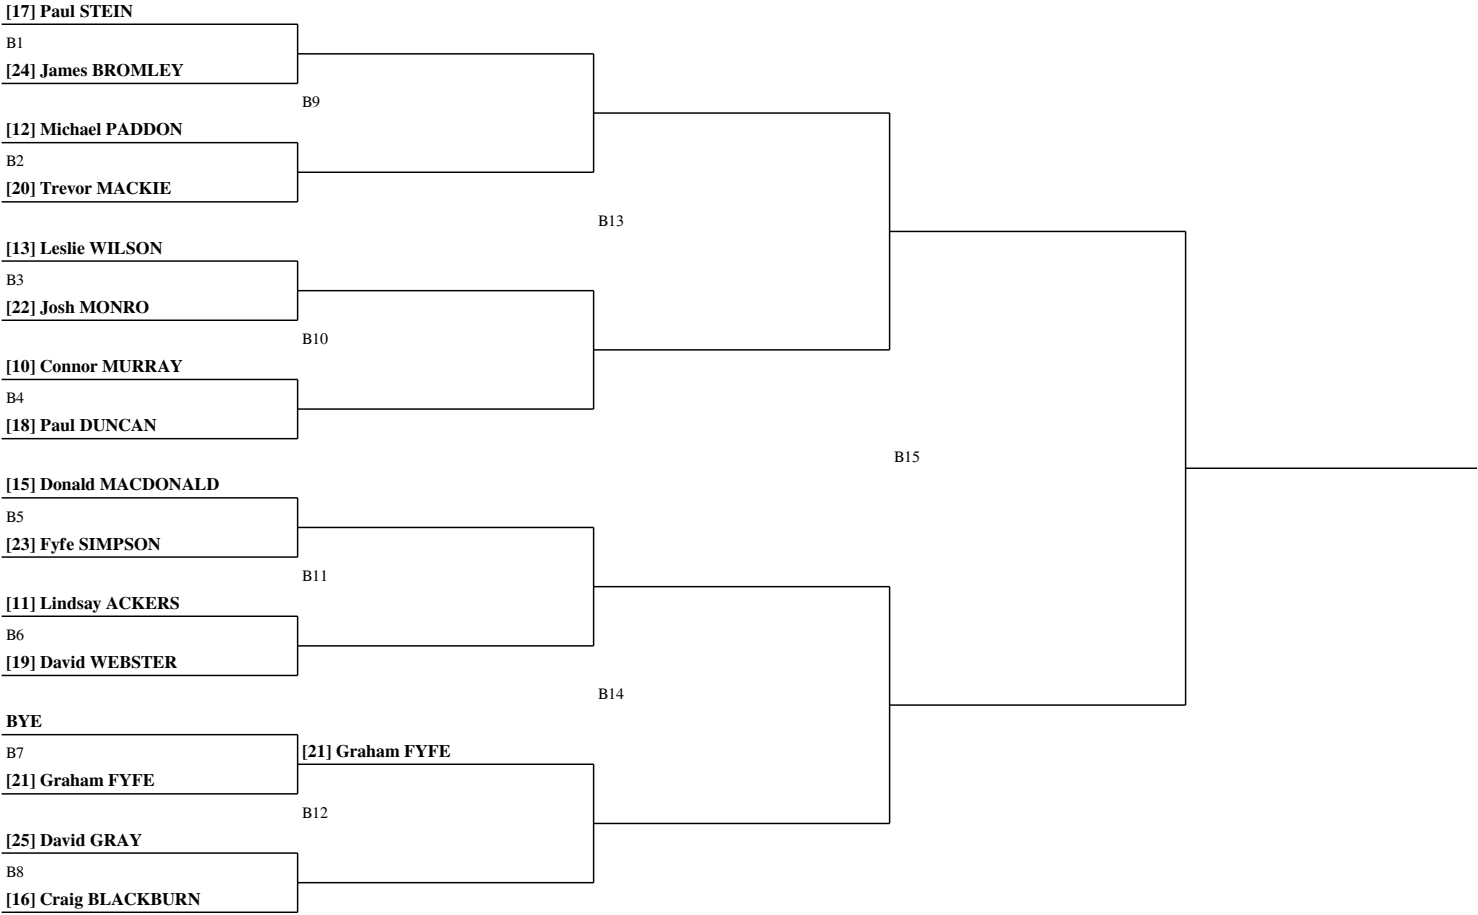 [17] Paul STEIN
B1
[24] James BROMLEY
B9
[12] Michael PADDON
B2
[20] Trevor MACKIE
B13
[13] Leslie WILSON
B3
[22] Josh MONRO
B10
[10] Connor MURRAY
B4
[18] Paul DUNCAN
B15
[15] Donald MACDONALD
B5
[23] Fyfe SIMPSON
B11
[11] Lindsay ACKERS
B6
[19] David WEBSTER
B14
BYE
B7
[21] Graham FYFE
[21] Graham FYFE
B12
[25] David GRAY
B8
[16] Craig BLACKBURN